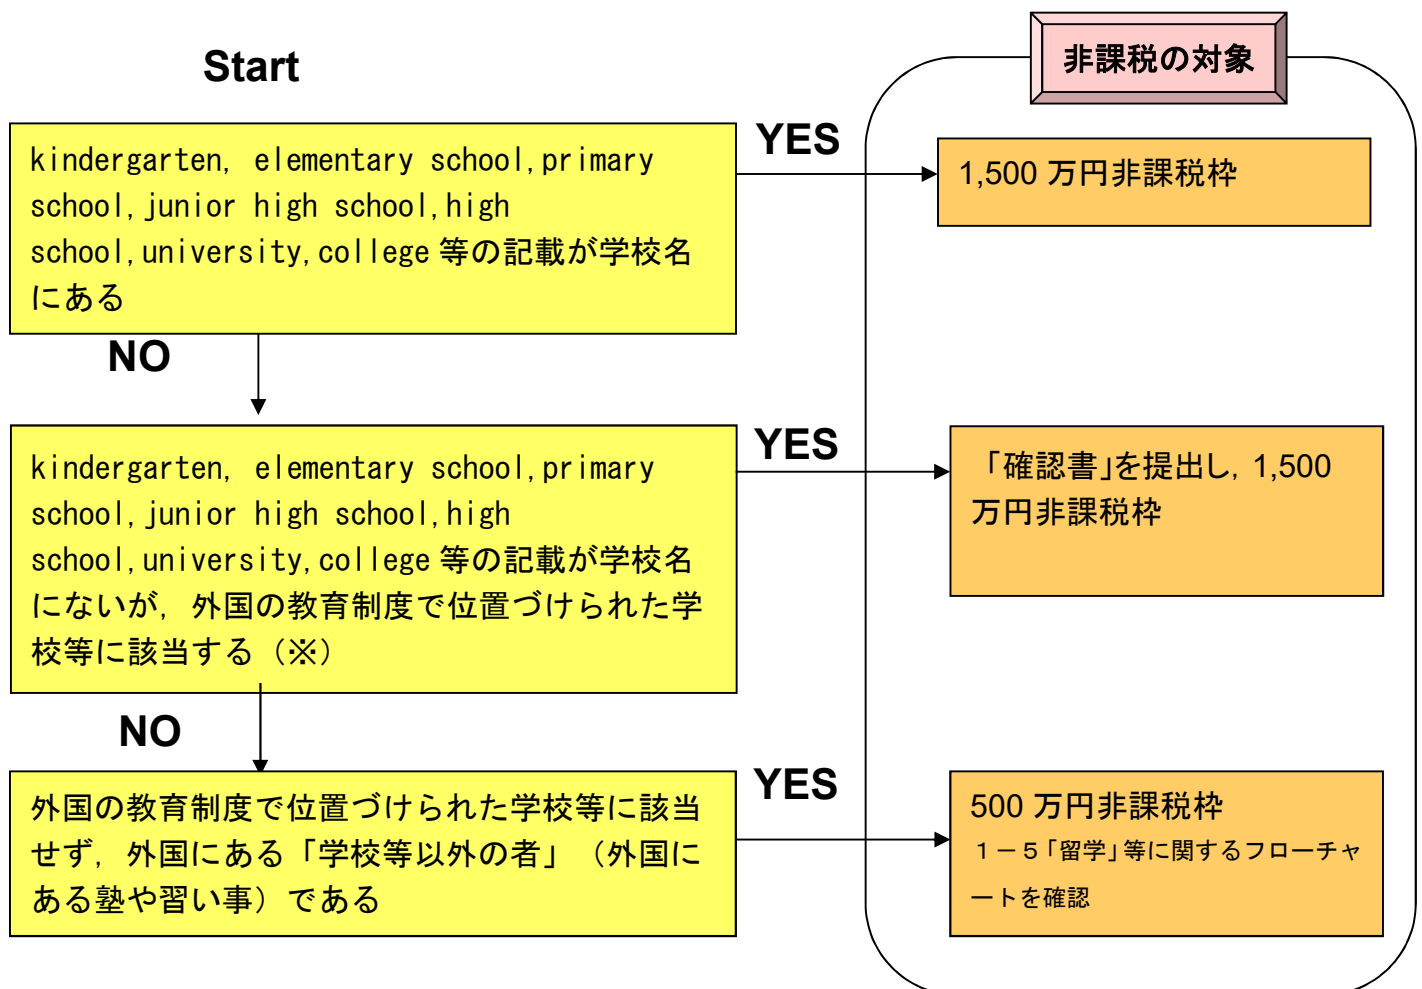 Start
非課税の対象
kindergarten, elementary school,primary
school,junior high school,high
school,university,college 等の記載が学校名
にある
YES
1,500 万円非課税枠
NO
kindergarten, elementary school,primary
school,junior high school,high
school,university,college 等の記載が学校名
にないが，外国の教育制度で位置づけられた学
校等に該当する（※）
YES
「確認書」を提出し，1,500
万円非課税枠
NO
外国の教育制度で位置づけられた学校等に該当
せず，外国にある「学校等以外の者」（外国に
ある塾や習い事）である
YES
500 万円非課税枠
１－５「留学」等に関するフローチャ
ートを確認